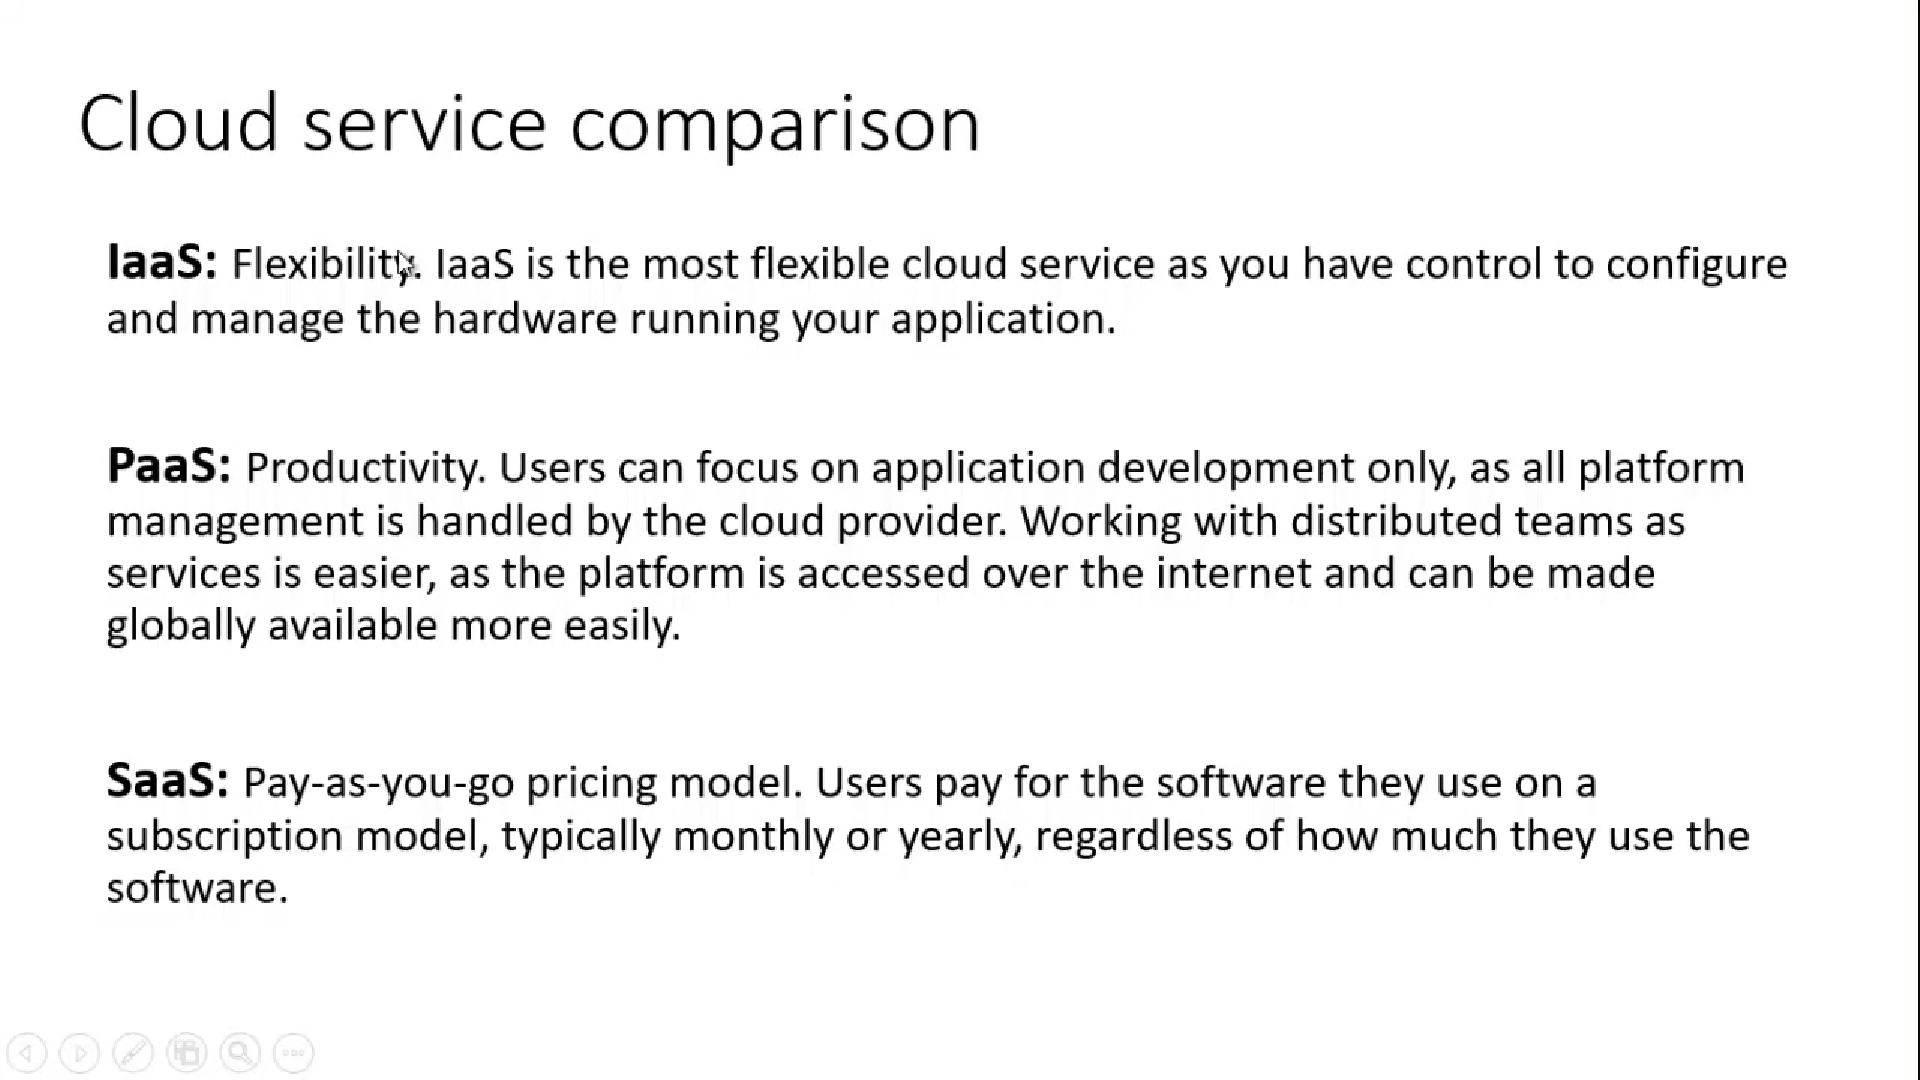 Cloud service comparison
IaaS: Flexibility. IaaS is the most flexible cloud service as you have control to configure
and manage the hardware running your application.
PaaS: Productivity. Users can focus on application development only, as all platform
management is handled by the cloud provider. Working with distributed teams as
services is easier, as the platform is accessed over the internet and can be made
globally available more easily.
SaaS: Pay-as-you-go pricing model. Users pay for the software they use on a
subscription model, typically monthly or yearly, regardless of how much they use the
software.